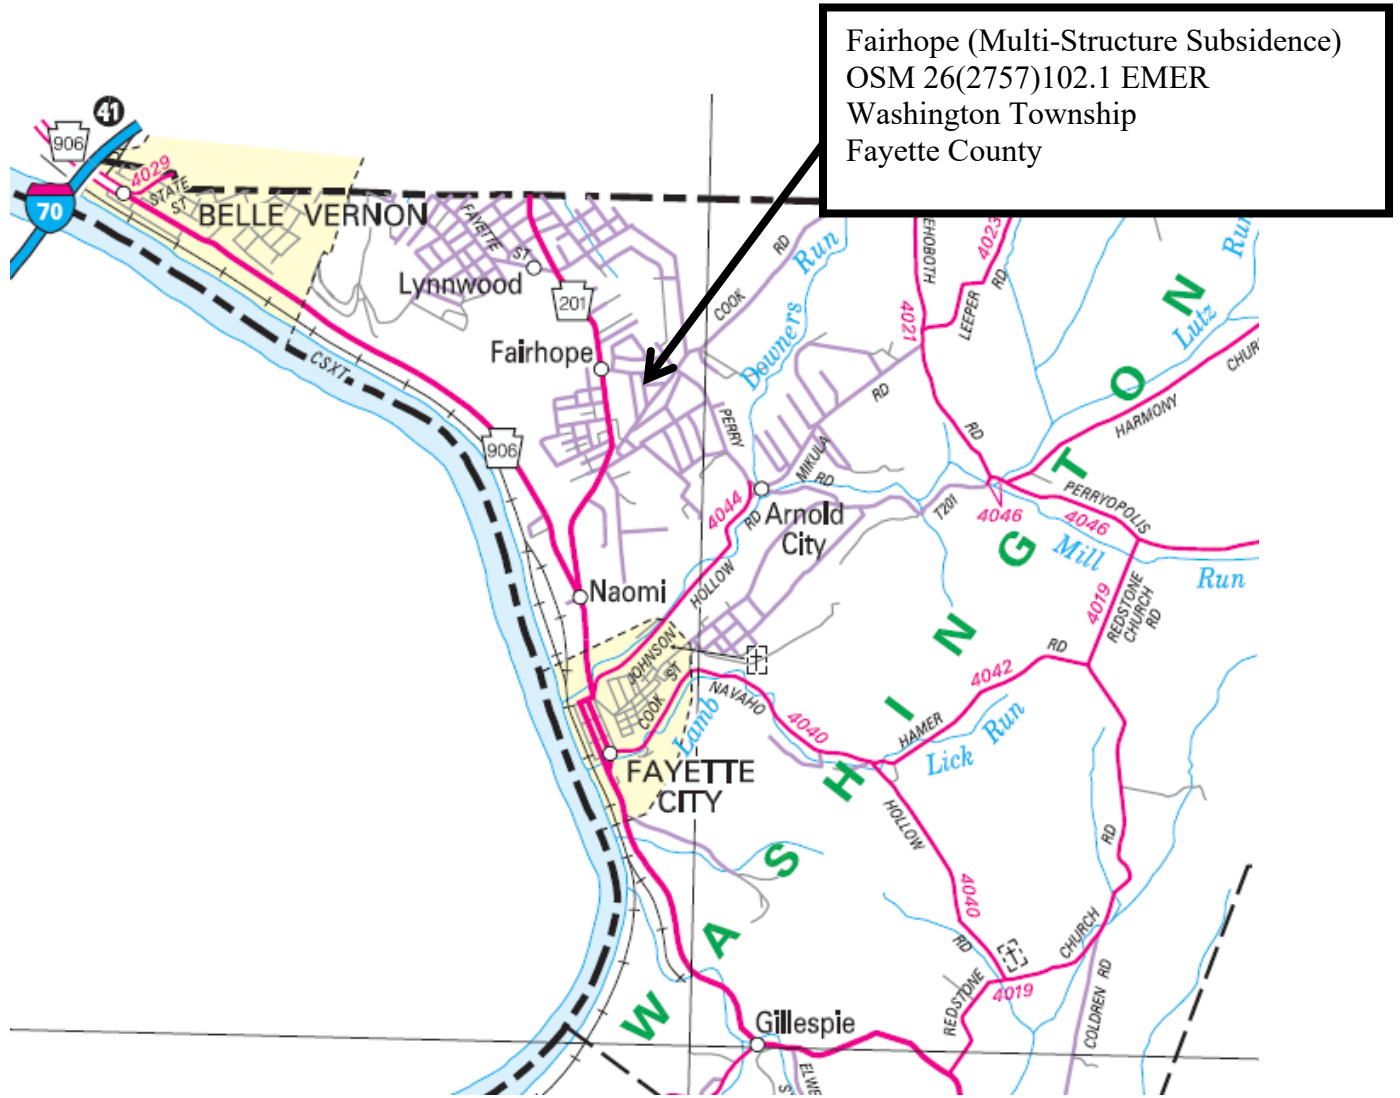 Fairhope (Multi-Structure Subsidence)
OSM 26(2757)102.1 EMER
Washington Township
Fayette County
41
906
4029
STATE ST
70
BELLE VERNON
FAYETTE ST
Lynnwood
201
COOK RD
Downers Run
REHOBOTH
4023
LEEPER RD
4021
Lutz Run
CSXT
Fairhope
PERRY
RD
MIKULA RD
RD
HARMONY
CHUR
906
4044
HOLLOW RD
Arnold City
T201
4046
PERRYOPOLIS
4046
Mill Run
4019
REDSTONE CHURCH RD
Naomi
JOHNSON
COOK ST
Lamb
NAVAHO
4040
HAMER
4042
RD
Lick Run
FAYETTE CITY
HOLLOW
RD
4040
RD
CHURCH
REDSTONE
4019
COLDREN RD
WASHINGTON
Gillespie
ELWE
S